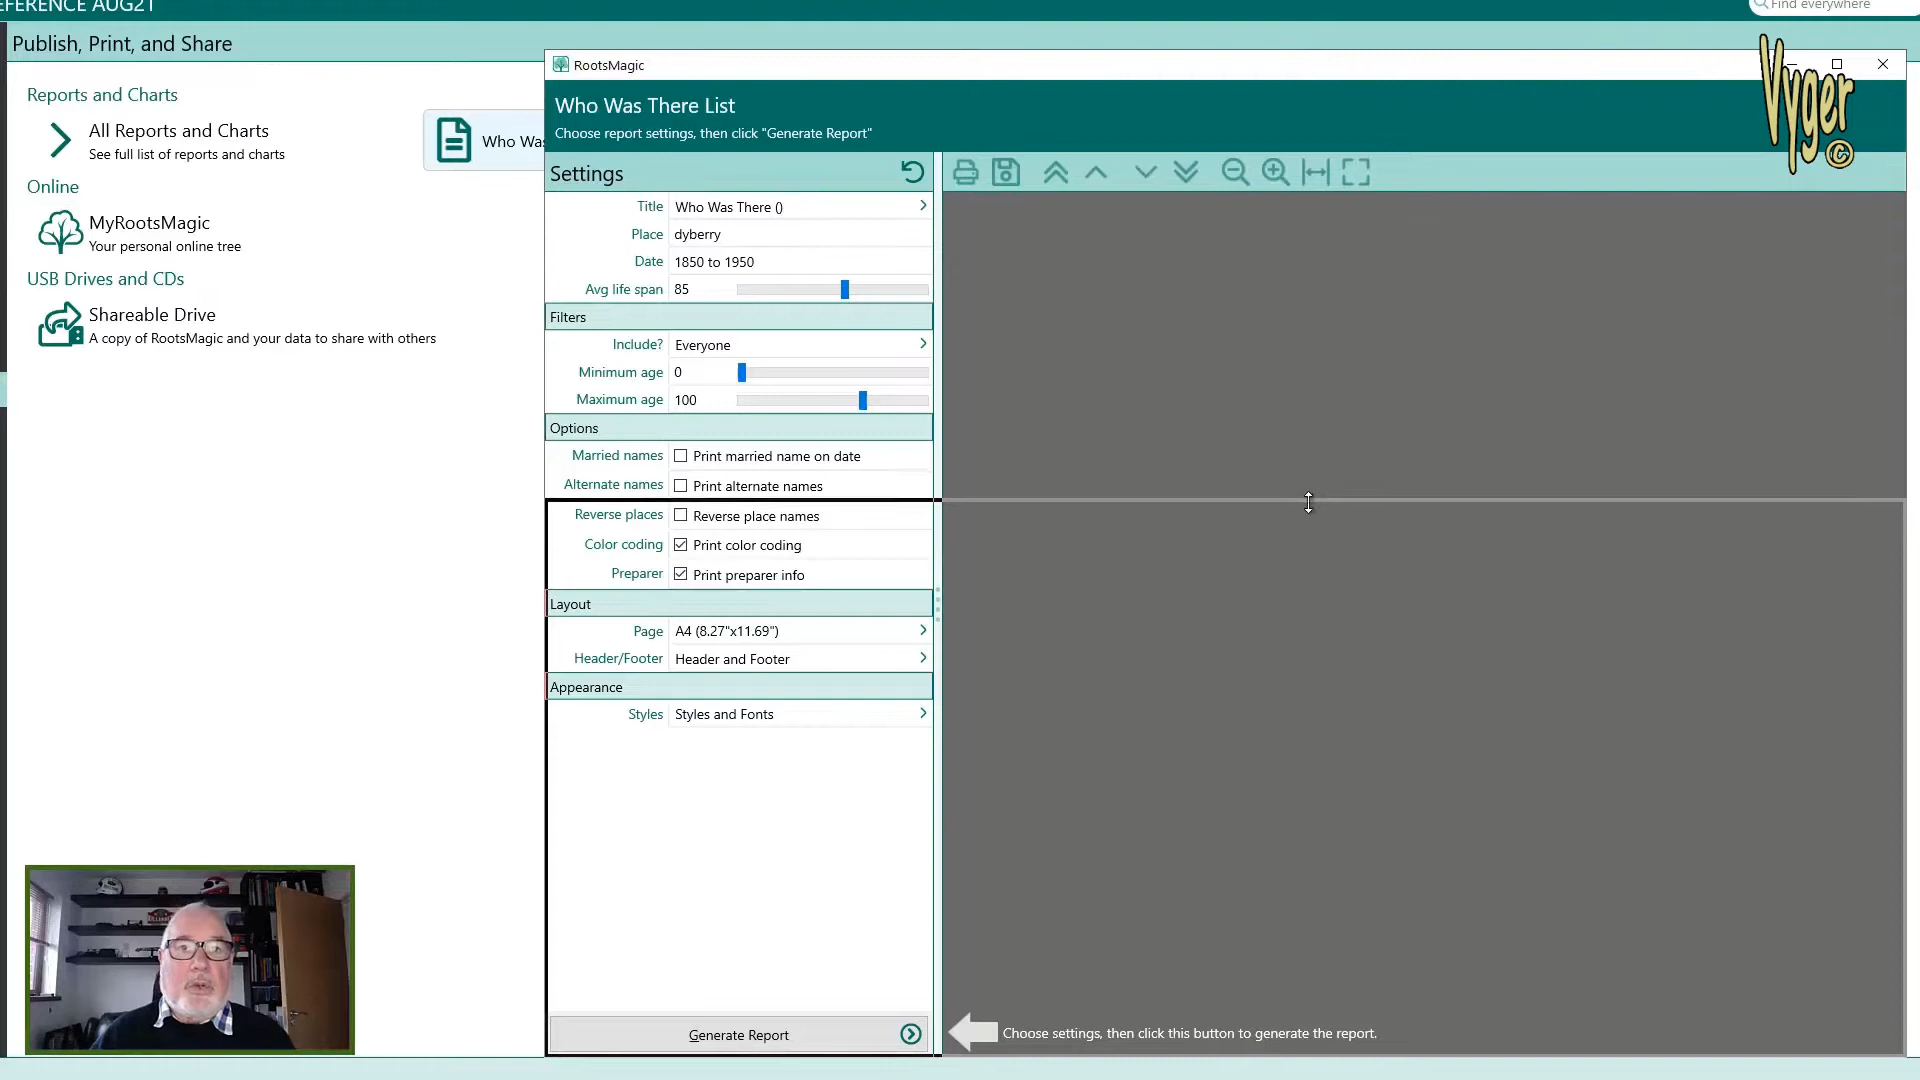 EFERENCE AUG21
Find everywhere
Publish, Print, and Share
Reports and Charts
All Reports and Charts
See full list of reports and charts
Online
MyRootsMagic
Your personal online tree
USB Drives and CDs
Shareable Drive
A copy of RootsMagic and your data to share with others
Who Was
RootsMagic
Vyger ©
Who Was There List
Choose report settings, then click "Generate Report"
Settings
Title Who Was There ()
Place dyberry
Date 1850 to 1950
Avg life span 85
Filters
Include? Everyone
Minimum age 0
Maximum age 100
Options
Married names Print married name on date
Alternate names Print alternate names
Reverse places Reverse place names
Color coding Print color coding
Preparer Print preparer info
Layout
Page A4 (8.27"x11.69")
Header/Footer Header and Footer
Appearance
Styles Styles and Fonts
Generate Report
Choose settings, then click this button to generate the report.